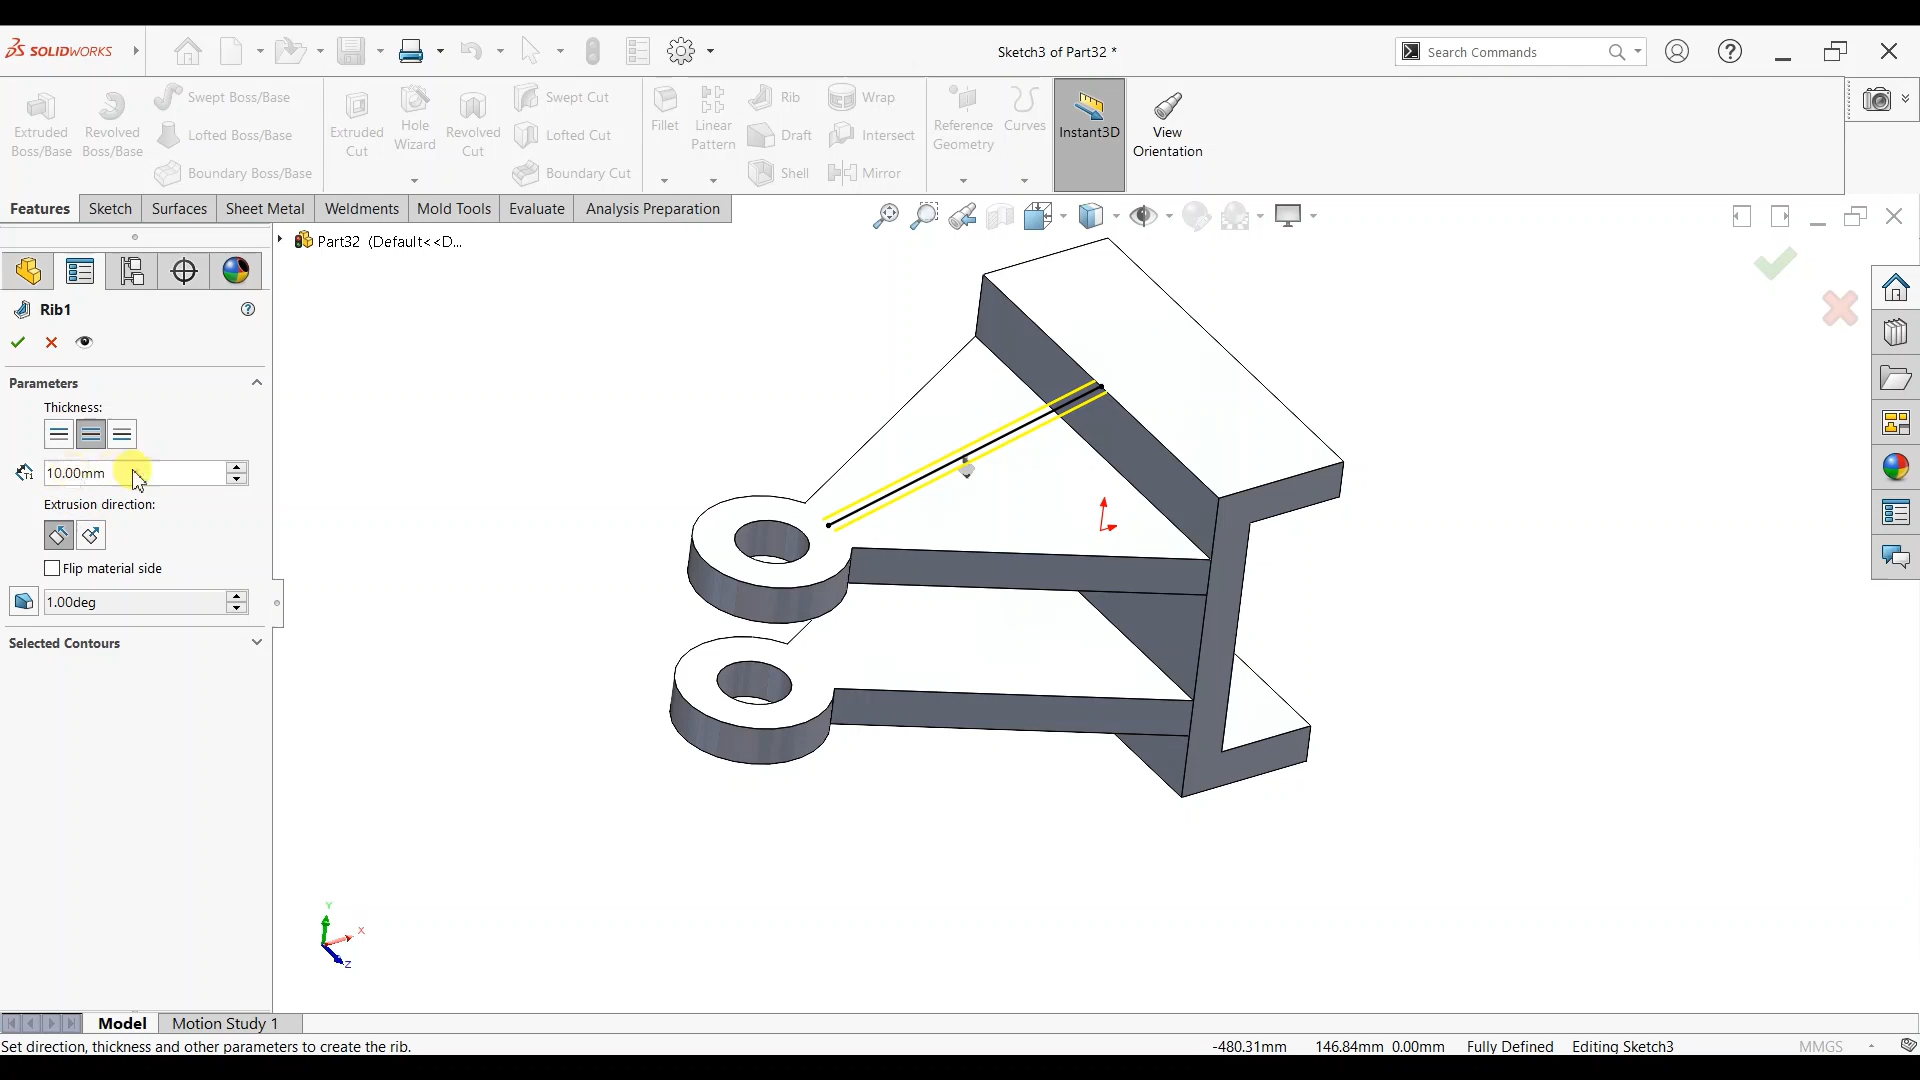 SOLIDWORKS
Sketch3 of Part32 *
Search Commands
Extruded Boss/Base
Revolved Boss/Base
Swept Boss/Base
Lofted Boss/Base
Boundary Boss/Base
Extruded Cut
Hole Wizard
Revolved Cut
Swept Cut
Lofted Cut
Boundary Cut
Fillet
Linear Pattern
Rib
Draft
Shell
Wrap
Intersect
Mirror
Reference Geometry
Curves
Instant3D
View Orientation
Features
Sketch
Surfaces
Sheet Metal
Weldments
Mold Tools
Evaluate
Analysis Preparation
Part32 (Default<<D...
Rib1
Parameters
Thickness:
10.00mm
Extrusion direction:
Flip material side
1.00deg
Selected Contours
Y
X
Z
Model
Motion Study 1
Set direction, thickness and other parameters to create the rib.
-480.31mm
146.84mm 0.00mm
Fully Defined
Editing Sketch3
MMGS